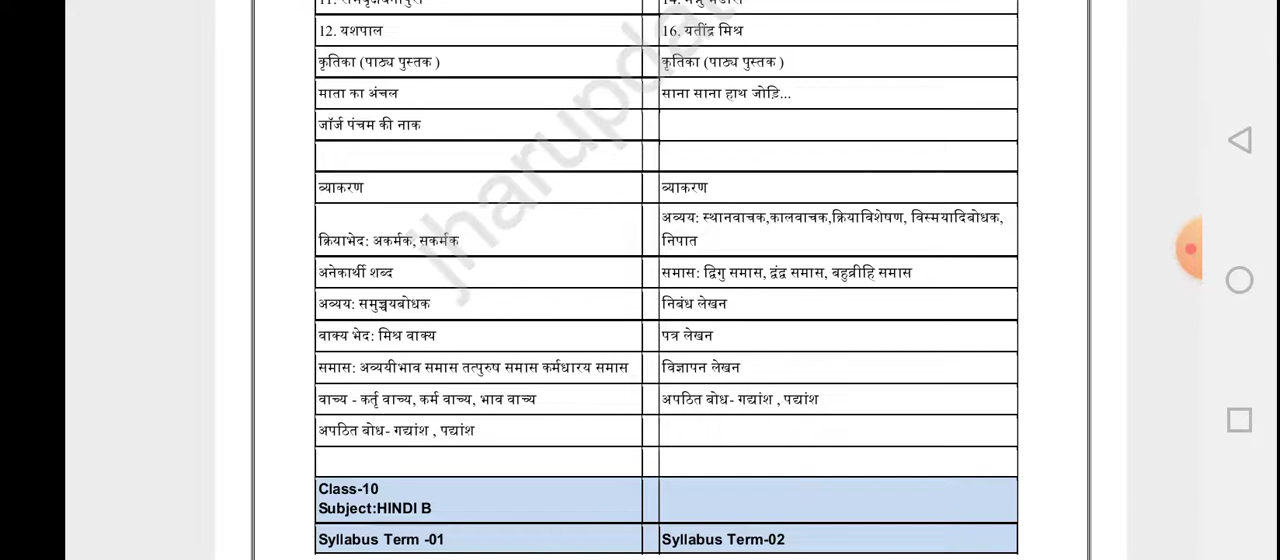 12. यशपाल
16. यतींद्र मिश्र
कृतिका (पाठ्य पुस्तक )
कृतिका (पाठ्य पुस्तक )
माता का अंचल
साना साना हाथ जोड़ि...
जॉर्ज पंचम की नाक
व्याकरण
व्याकरण
क्रियाभेद: अकर्मक, सकर्मक
अव्यय: स्थानवाचक,कालवाचक,क्रियाविशेषण, विस्मयादिबोधक,
निपात
अनेकार्थी शब्द
समास: द्विगु समास, द्वंद्व समास, बहुव्रीहि समास
अव्यय: समुच्चयबोधक
निबंध लेखन
वाक्य भेद: मिश्र वाक्य
पत्र लेखन
समास: अव्ययीभाव समास तत्पुरुष समास कर्मधारय समास
विज्ञापन लेखन
वाच्य - कर्तृ वाच्य, कर्म वाच्य, भाव वाच्य
अपठित बोध- गद्यांश , पद्यांश
अपठित बोध- गद्यांश , पद्यांश
Class-10
Subject:HINDI B
Syllabus Term -01
Syllabus Term-02
jharupdat